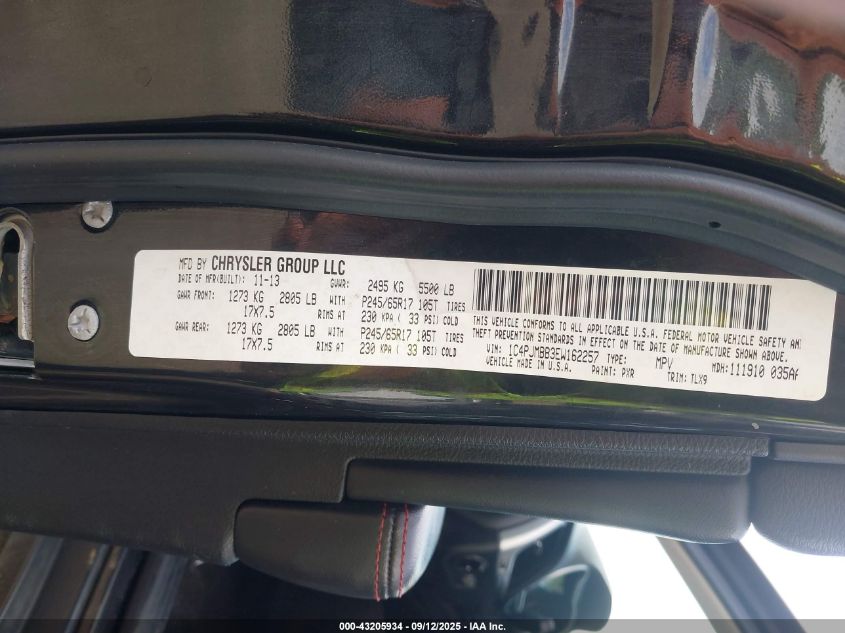 MFD BY CHRYSLER GROUP LLC
DATE OF MFR(BUILT): 11-13 GVWR: 2495 KG 5500 LB
GAWR FRONT: 1273 KG 2805 LB WITH P245/65R17 105T TIRES
17X7.5 RIMS AT 230 KPA ( 33 PSI) COLD
GAWR REAR: 1273 KG 2805 LB WITH P245/65R17 105T TIRES
17X7.5 RIMS AT 230 KPA ( 33 PSI) COLD
THIS VEHICLE CONFORMS TO ALL APPLICABLE U.S.A. FEDERAL MOTOR VEHICLE SAFETY AN
THEFT PREVENTION STANDARDS IN EFFECT ON THE DATE OF MANUFACTURE SHOWN ABOVE.
VIN: 1C4PJMBB3EW162257 TYPE: MPV MDH:111910 035A
VEHICLE MADE IN U.S.A. PAINT: PXR TRIM: TLX9
000-43205934 - 09/12/2025 - IAA Inc.